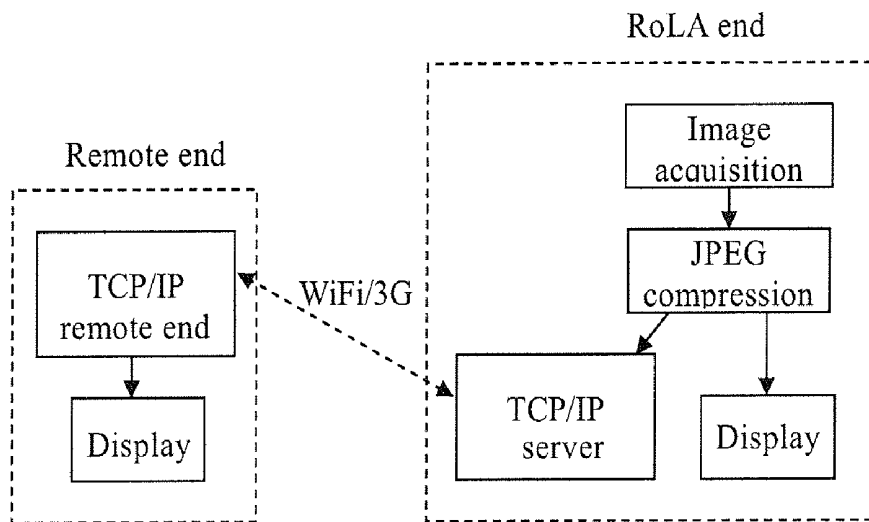 RoLA end
Image
acquisition
Remote end
JPEG
compression
TCP/IP
remote end
WiFi/3G
TCP/IP
server
Display
Display